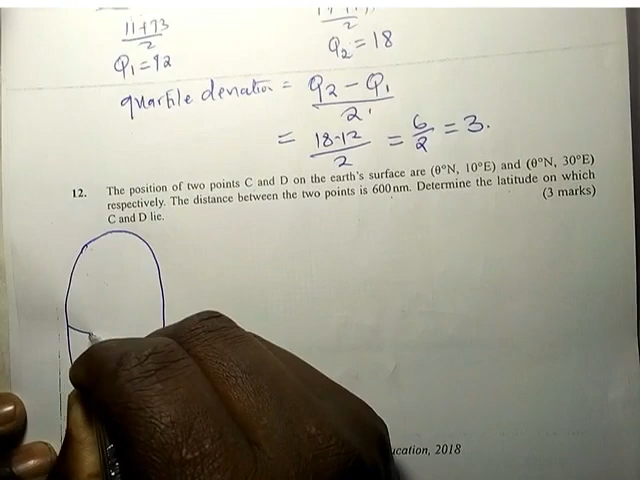 11+13
2
Q₁=12
2
Q₂=18
quartile deviation = Q₂ - Q₁
2
= 18-12 = 6 = 3.
2 2
12. The position of two points C and D on the earth's surface are (θ°N, 10°E) and (θ°N, 30°E)
respectively. The distance between the two points is 600nm. Determine the latitude on which
C and D lie. (3 marks)
ucation, 2018